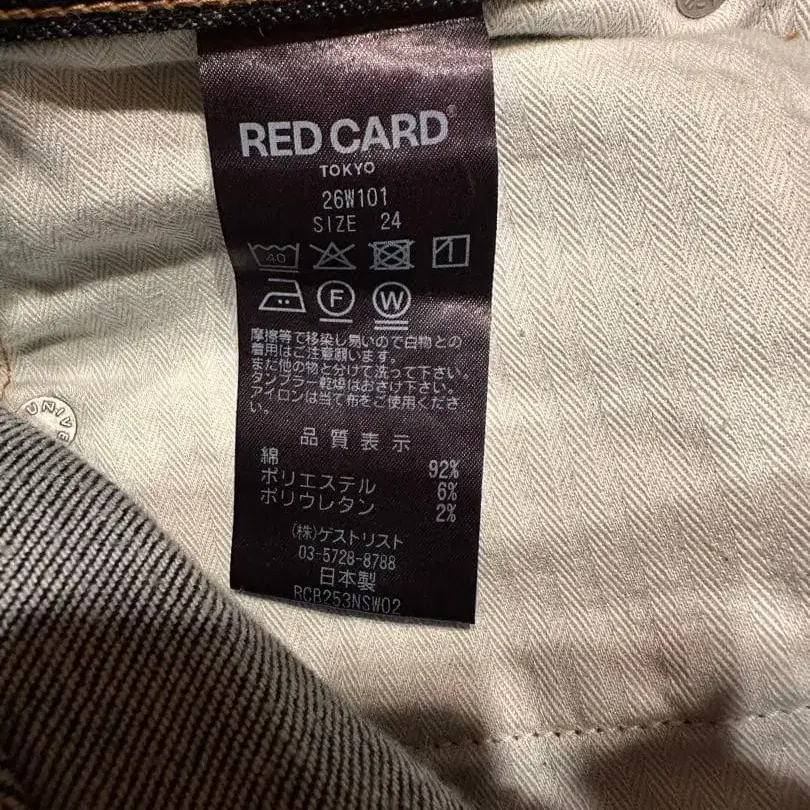 RED CARD®
TOKYO
26W101
SIZE 24
40
F W
摩擦等で移染し易いので白物との
着用はご注意願います。
また他の物と分けて洗って下さい。
タンブラー乾燥はおさけ下さい。
アイロンは当て布をご使用くださ
い。
品質表示
綿 92%
ポリエステル 6%
ポリウレタン 2%
(株)ゲストリスト
03-5728-8788
日本製
RCB253NSW02
UNIVE